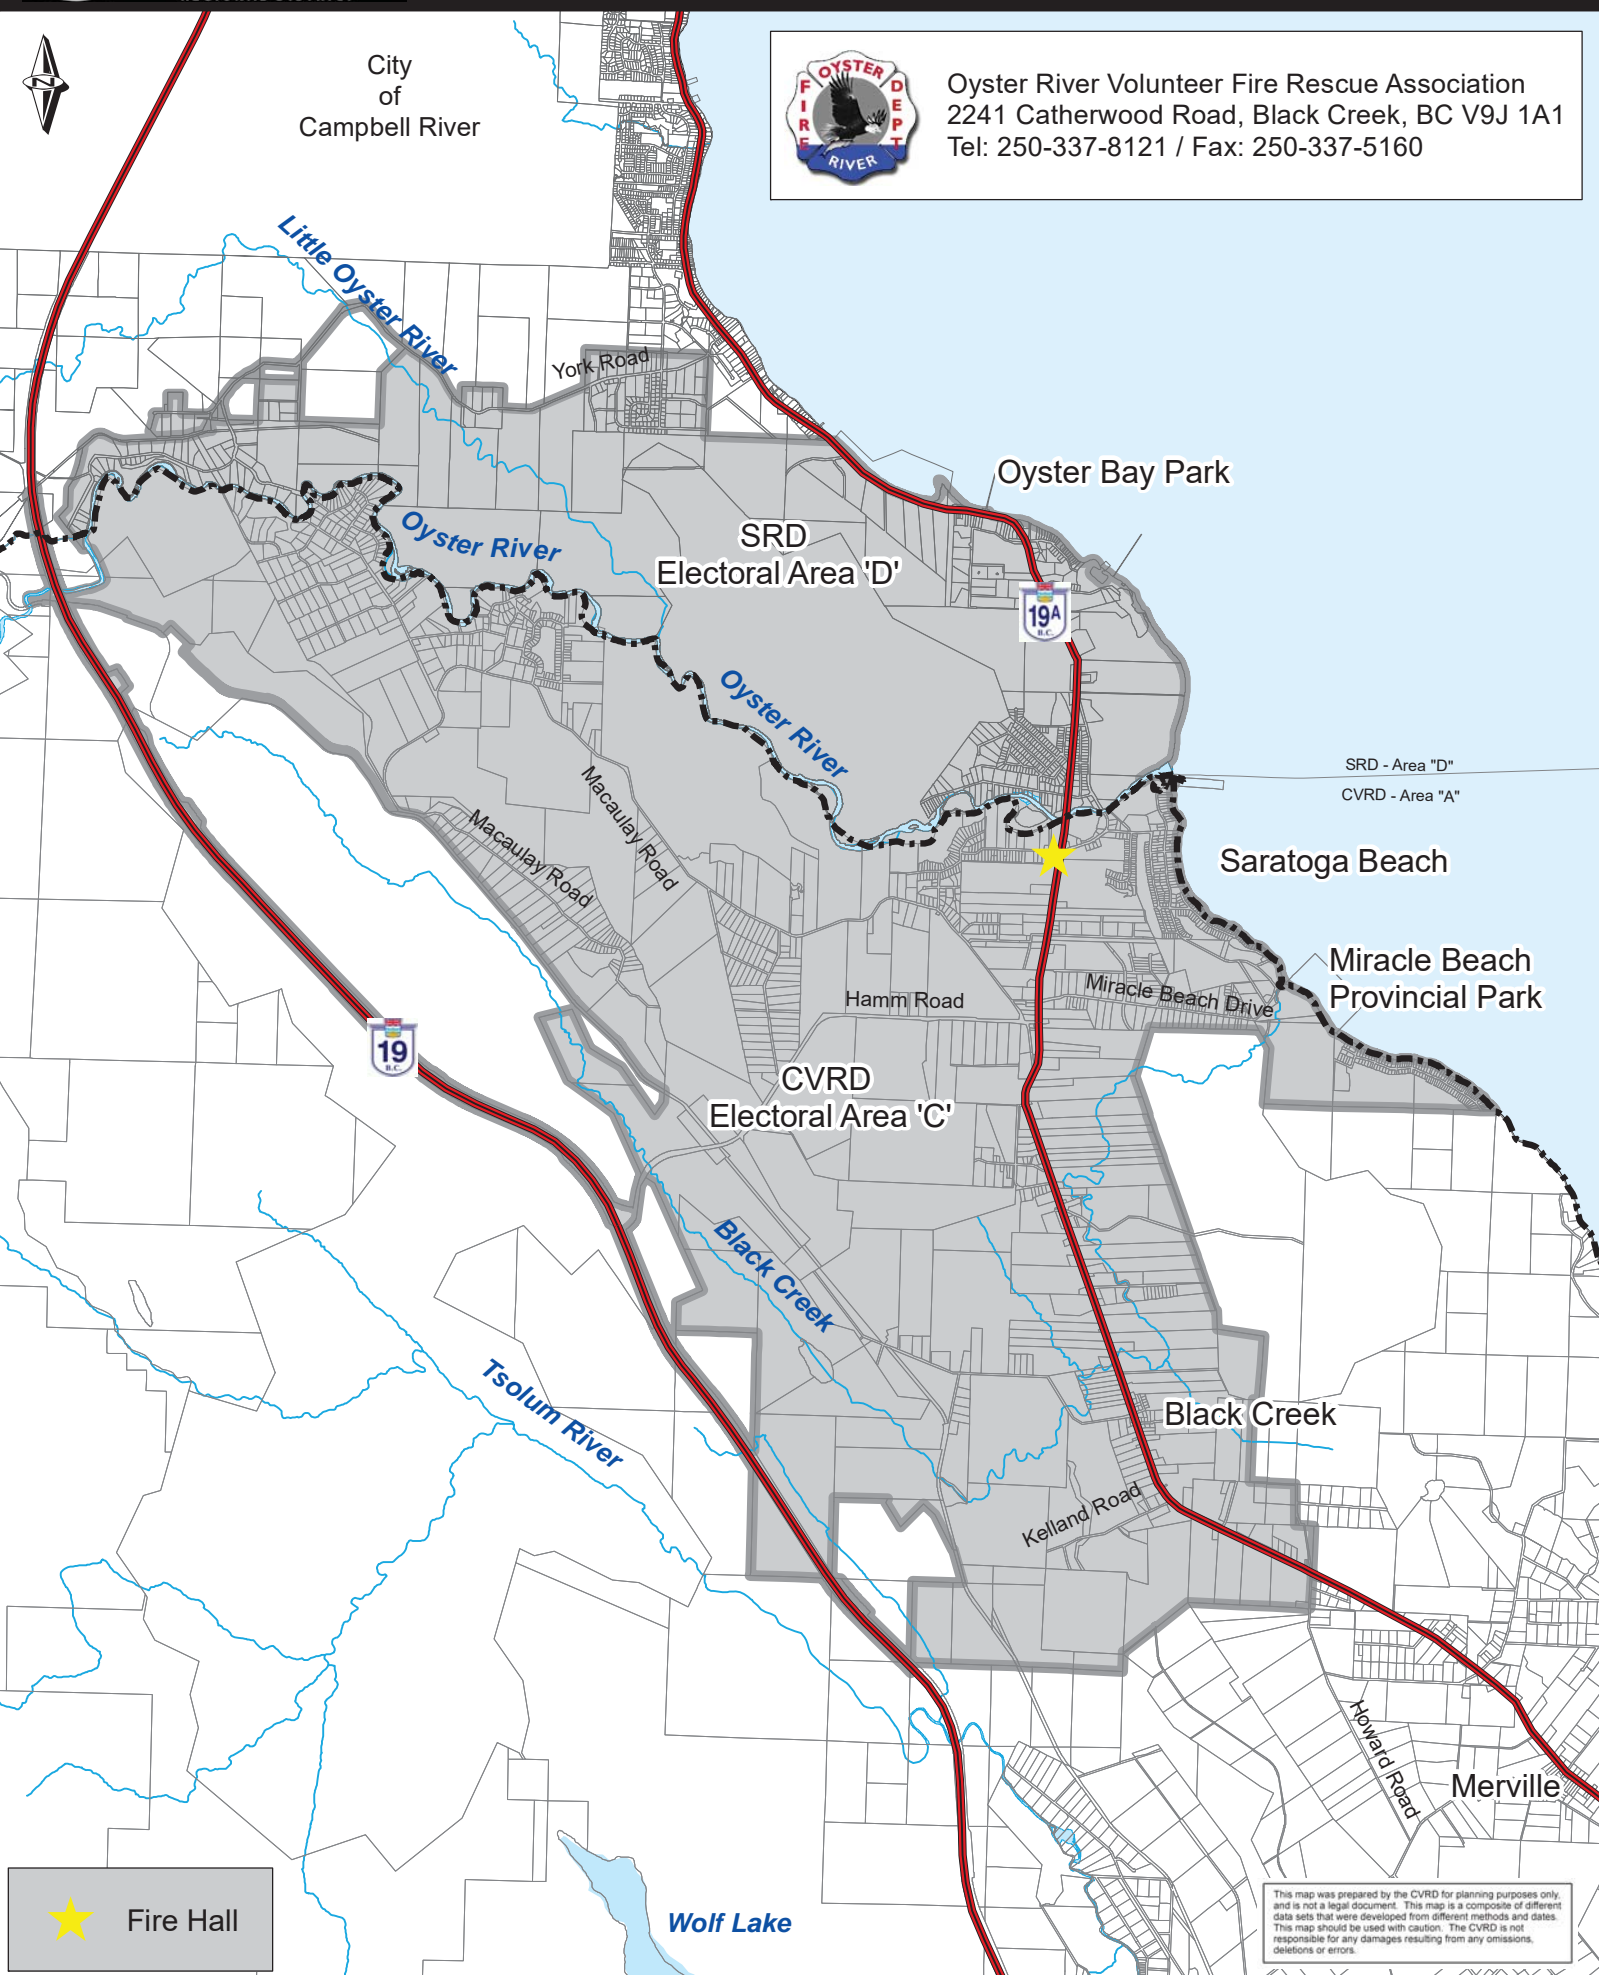 City
of
Campbell River
OYSTER
FIRE
DEPT
RIVER
Oyster River Volunteer Fire Rescue Association
2241 Catherwood Road, Black Creek, BC V9J 1A1
Tel: 250-337-8121 / Fax: 250-337-5160
Little Oyster River
York Road
Oyster Bay Park
Oyster River
SRD
Electoral Area 'D'
19A
B.C.
Oyster River
SRD - Area "D"
CVRD - Area "A"
Macaulay Road
Macaulay Road
Saratoga Beach
Miracle Beach
Provincial Park
Miracle Beach Drive
Hamm Road
19
B.C.
CVRD
Electoral Area 'C'
Black Creek
Tsolum River
Black Creek
Kelland Road
Howard Road
Merville
Wolf Lake
Fire Hall
This map was prepared by the CVRD for planning purposes only,
and is not a legal document. This map is a composite of different
data sets that were developed from different methods and dates.
This map should be used with caution. The CVRD is not
responsible for any damages resulting from any omissions,
deletions or errors.